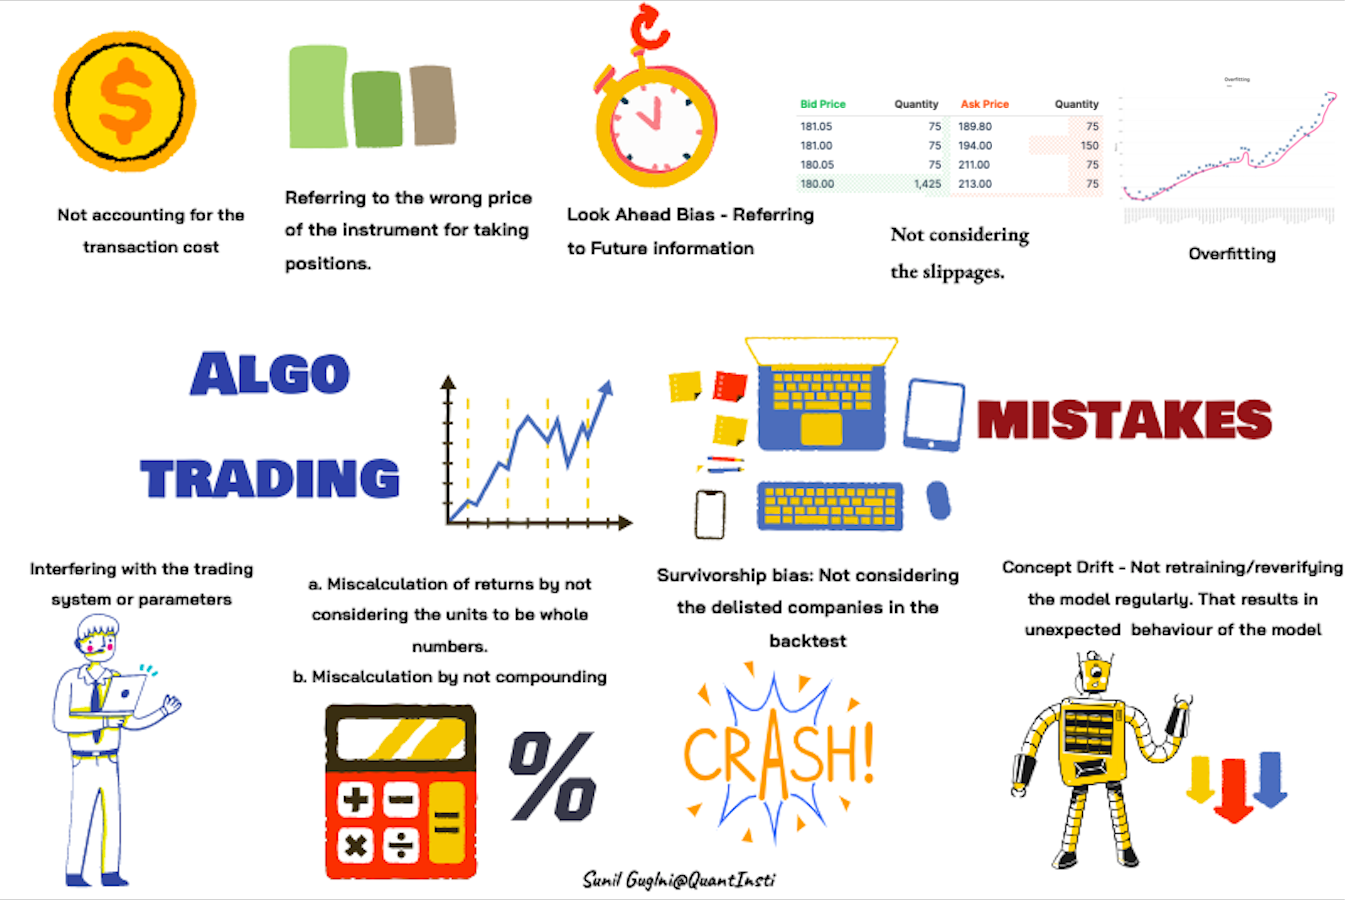 Not accounting for the
transaction cost
Referring to the wrong price
of the instrument for taking
positions.
Look Ahead Bias - Referring
to Future information
Bid Price Quantity Ask Price Quantity
181.05 75 189.80 75
181.00 75 194.00 150
180.05 75 211.00 75
180.00 1,425 213.00 75
Not considering
the slippages.
Overfitting
Overfitting
ALGO
TRADING
MISTAKES
Interfering with the trading
system or parameters
a. Miscalculation of returns by not
considering the units to be whole
numbers.
b. Miscalculation by not compounding
%
Survivorship bias: Not considering
the delisted companies in the
backtest
CRASH!
Concept Drift - Not retraining/reverifying
the model regularly. That results in
unexpected behaviour of the model
Sunil Guglni@QuantInsti